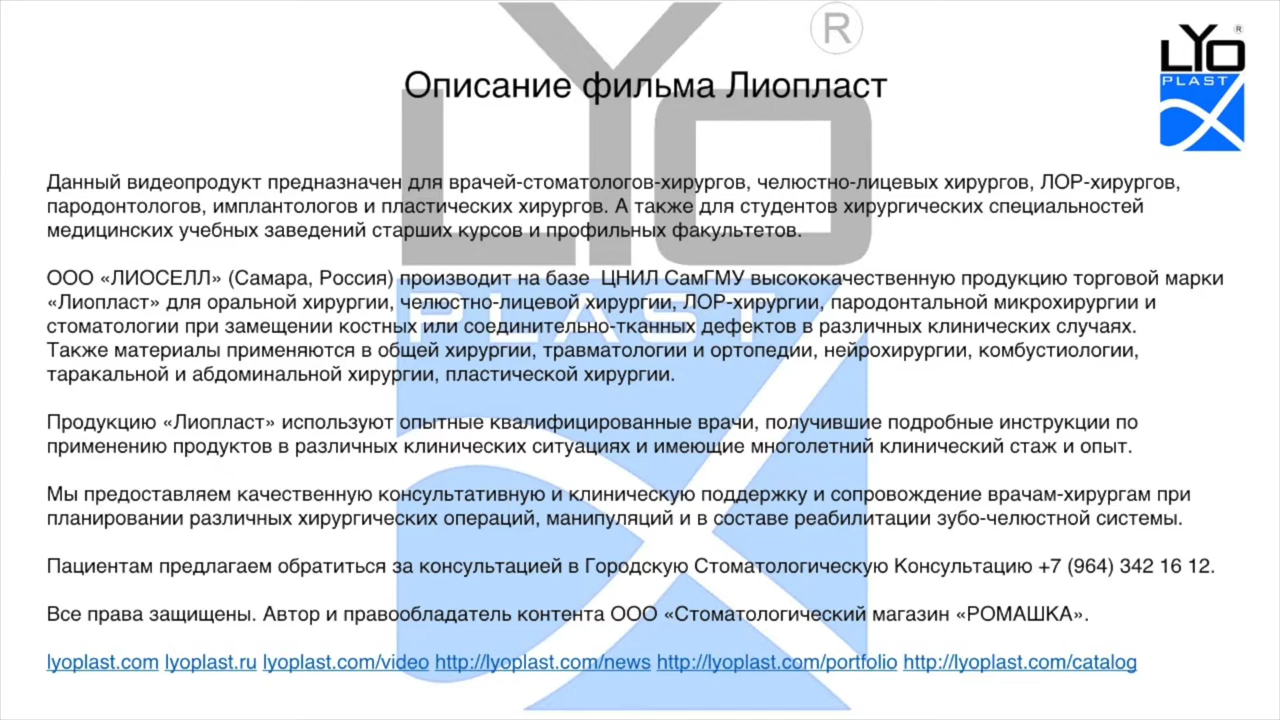 LYO
®
PLAST
Описание фильма Лиопласт
LYO
®
PLAST
Данный видеопродукт предназначен для врачей-стоматологов-хирургов, челюстно-лицевых хирургов, ЛОР-хирургов,
пародонтологов, имплантологов и пластических хирургов. А также для студентов хирургических специальностей
медицинских учебных заведений старших курсов и профильных факультетов.
ООО «ЛИОСЕЛЛ» (Самара, Россия) производит на базе ЦНИЛ СамГМУ высококачественную продукцию торговой марки
«Лиопласт» для оральной хирургии, челюстно-лицевой хирургии, ЛОР-хирургии, пародонтальной микрохирургии и
стоматологии при замещении костных или соединительно-тканных дефектов в различных клинических случаях.
Также материалы применяются в общей хирургии, травматологии и ортопедии, нейрохирургии, комбустиологии,
таракальной и абдоминальной хирургии, пластической хирургии.
Продукцию «Лиопласт» используют опытные квалифицированные врачи, получившие подробные инструкции по
применению продуктов в различных клинических ситуациях и имеющие многолетний клинический стаж и опыт.
Мы предоставляем качественную консультативную и клиническую поддержку и сопровождение врачам-хирургам при
планировании различных хирургических операций, манипуляций и в составе реабилитации зубо-челюстной системы.
Пациентам предлагаем обратиться за консультацией в Городскую Стоматологическую Консультацию +7 (964) 342 16 12.
Все права защищены. Автор и правообладатель контента ООО «Стоматологический магазин «РОМАШКА».
lyoplast.com lyoplast.ru lyoplast.com/video http://lyoplast.com/news http://lyoplast.com/portfolio http://lyoplast.com/catalog